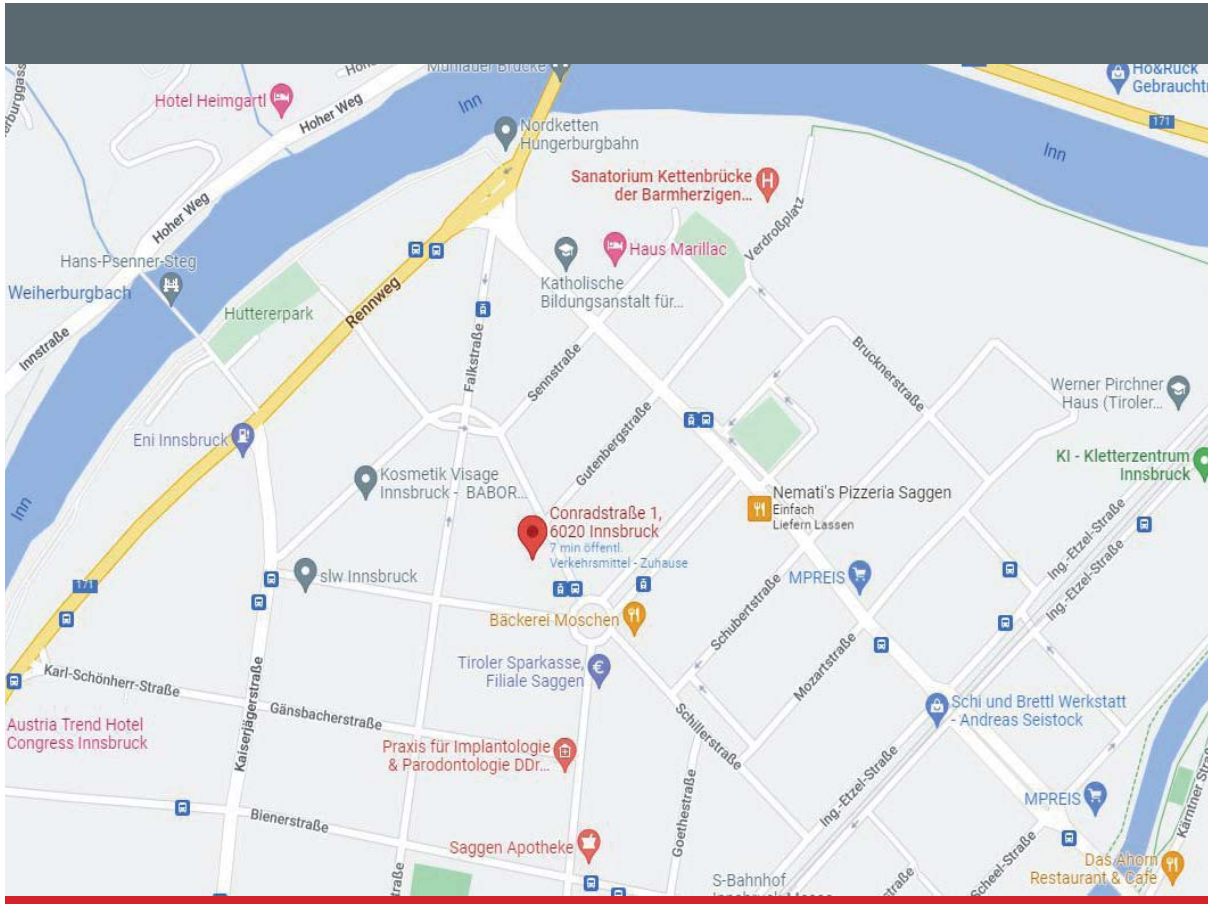 Mühlauer Brücke
Ho&Ruck
Gebraucht
Hotel Heimgartl
Inn
Hoher Weg
171
Nordketten
Hungerburgbahn
Inn
Sanatorium Kettenbrücke
der Barmherzigen...
Verdroßplatz
Hoher Weg
Haus Marillac
Hans-Psenner-Steg
Weiherburgbach
Katholische
Bildungsanstalt für...
Huttererpark
Rennweg
Innstraße
Falkstraße
Sennstraße
Brucknerstraße
Werner Pirchner
Haus (Tiroler...
Gutenbergstraße
Eni Innsbruck
KI - Kletterzentrum
Innsbruck
Kosmetik Visage
Innsbruck - BABOR...
Nemati's Pizzeria Saggen
Einfach
Liefern Lassen
Inn
Conradstraße 1,
6020 Innsbruck
7 min öffentl.
Verkehrsmittel - Zuhause
Ing.-Etzel-Straße
Ing.-Etzel-Straße
slw Innsbruck
171
MPREIS
Bäckerei Moschen
Schubertstraße
Mozartstraße
Tiroler Sparkasse,
Filiale Saggen
Karl-Schönherr-Straße
Gänsbacherstraße
Schillerstraße
Schi und Brettl Werkstatt
- Andreas Seistock
Austria Trend Hotel
Congress Innsbruck
Kaiserjägerstraße
Praxis für Implantologie
& Parodontologie DDr...
Ing.-Etzel-Straße
MPREIS
Bienerstraße
Goethestraße
Kärntner Stra
Saggen Apotheke
Das Ahorn
Restaurant & Cafe
S-Bahnhof
Scheel-Straße
raße
straße